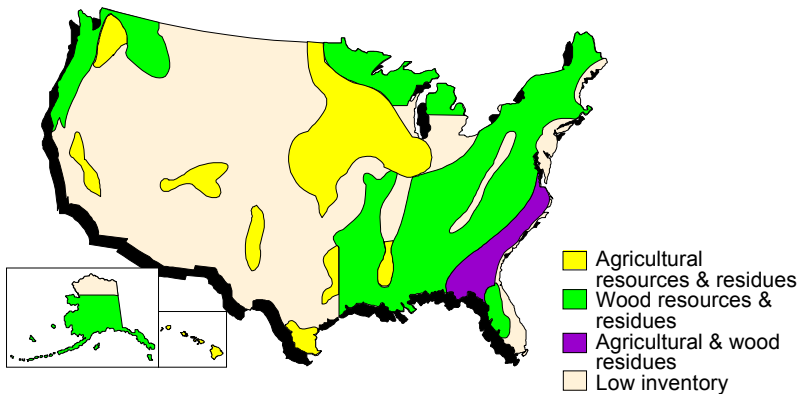 Agricultural
resources & residues
Wood resources &
residues
Agricultural & wood
residues
Low inventory